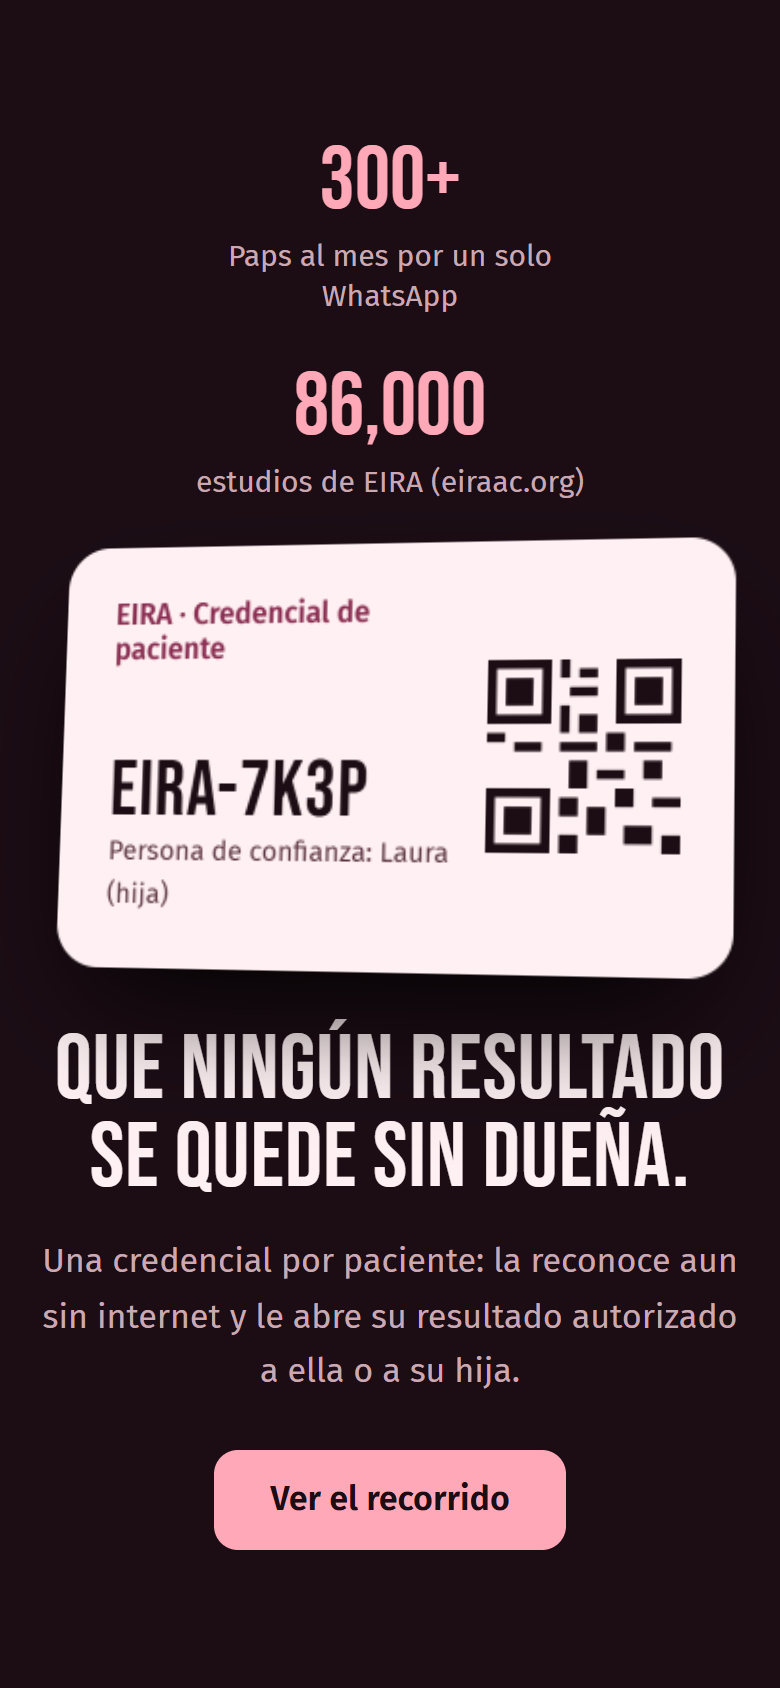 300+
Paps al mes por un solo
WhatsApp
86,000
estudios de EIRA (eiraac.org)
EIRA · Credencial de
paciente
EIRA-7K3P
Persona de confianza: Laura
(hija)
QUE NINGÚN RESULTADO
SE QUEDE SIN DUEÑA.
Una credencial por paciente: la reconoce aun
sin internet y le abre su resultado autorizado
a ella o a su hija.
Ver el recorrido